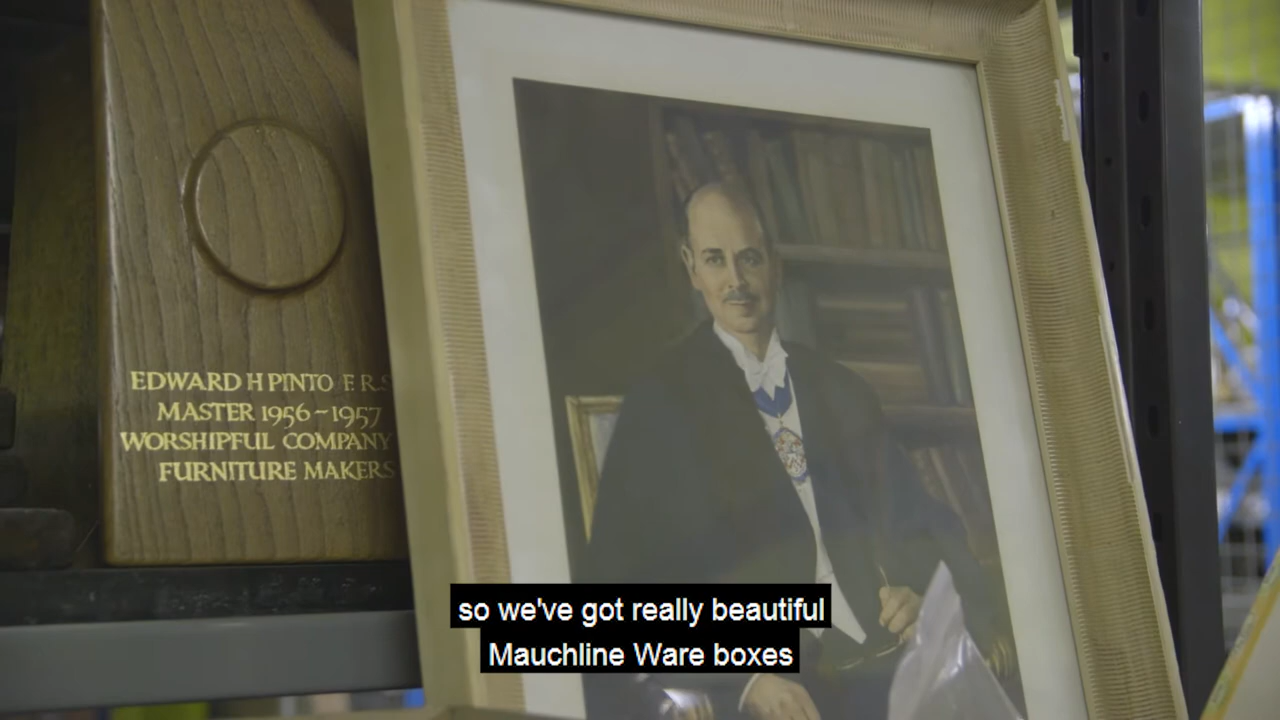 EDWARD H PINTO F. R.S
MASTER 1956-1957
WORSHIPFUL COMPANY
FURNITURE MAKERS
so we've got really beautiful
Mauchline Ware boxes